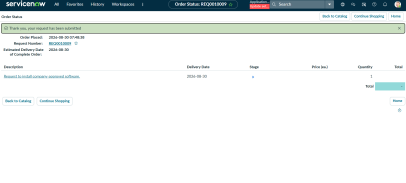 servicenow All Favorites History Workspaces Order Status: REQ0010009 Search
Order Status Back to Catalog Continue Shopping Home
Thank you, your request has been submitted
Order Placed: 2026-08-30 07:48:38
Request Number: REQ0010009
Estimated Delivery Date of Complete Order: 2026-08-30
Description Delivery Date Stage Price (ea.) Quantity Total
Request to install company-approved software. 2026-08-30 1
Total
Back to Catalog Continue Shopping Home